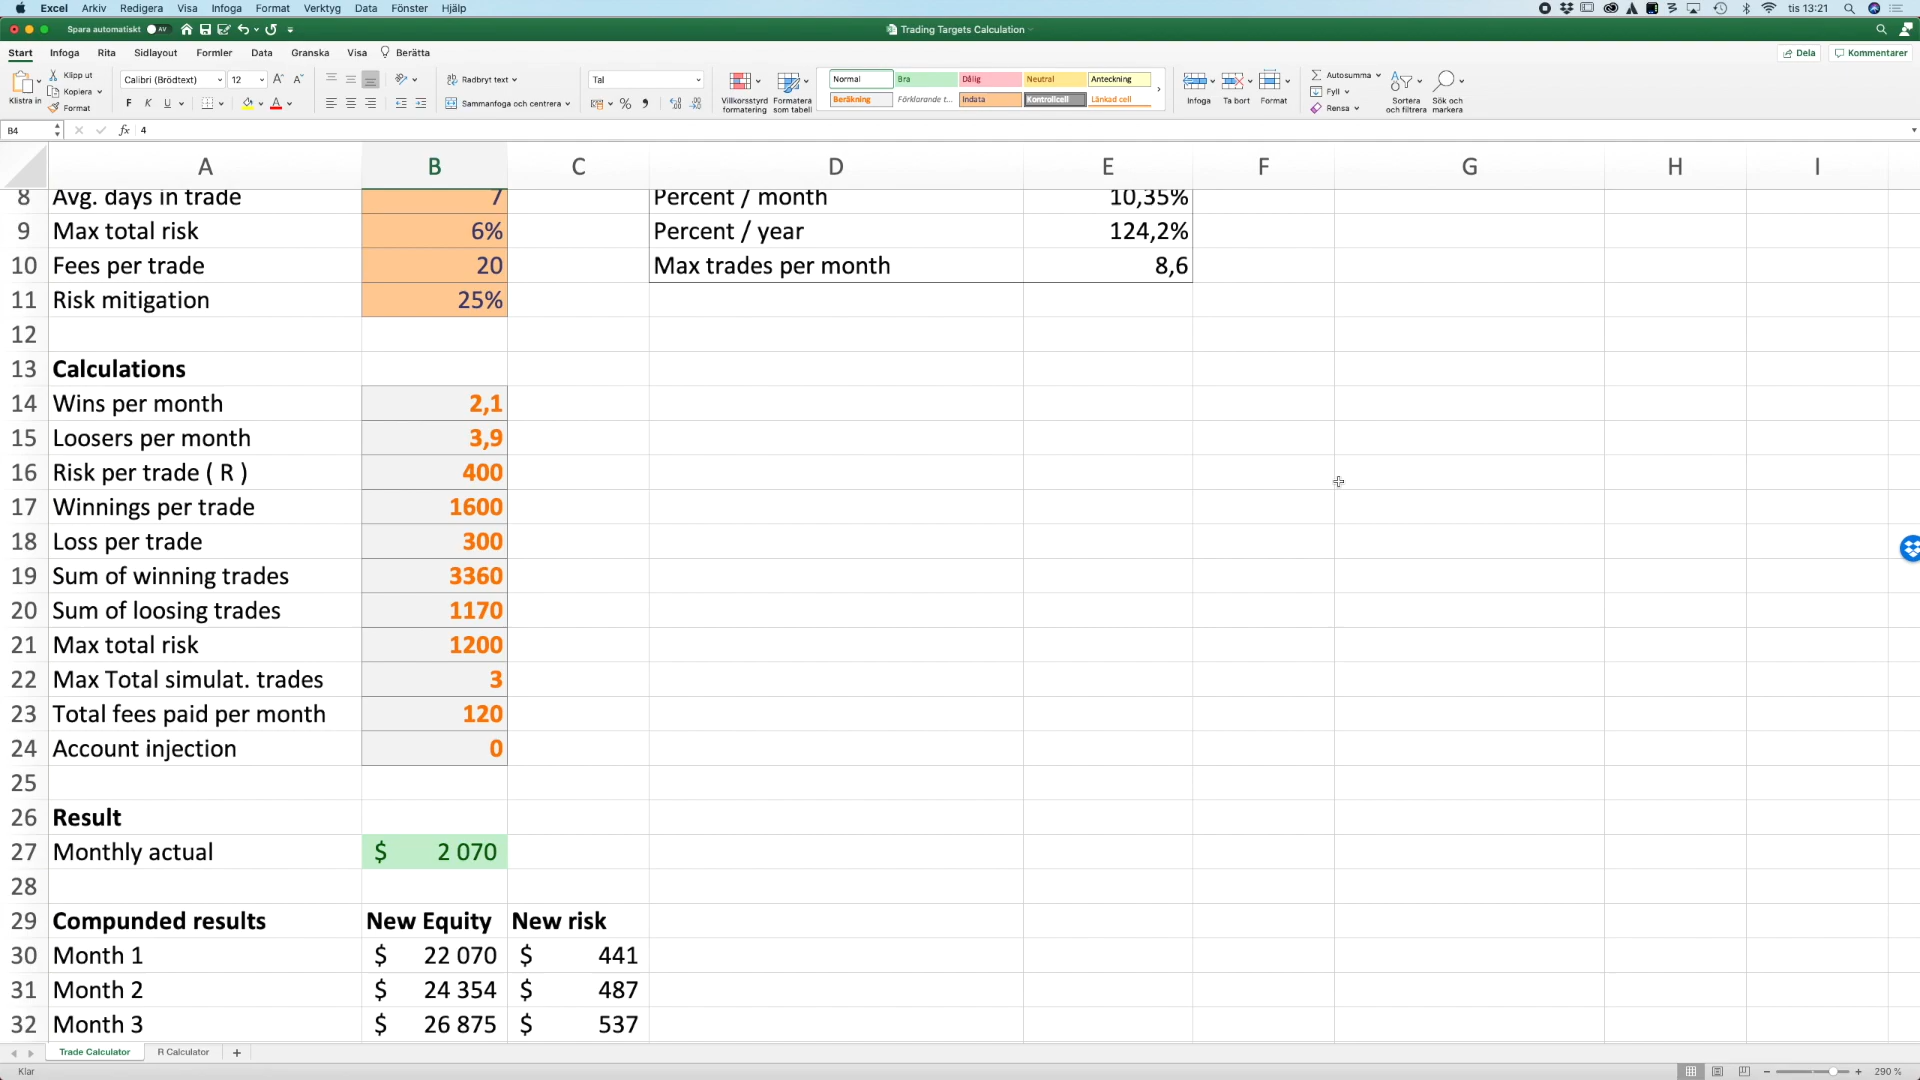 Excel Arkiv Redigera Visa Infoga Format Verktyg Data Fönster Hjälp tis 13:21
Spara automatiskt AV Trading Targets Calculation
Start Infoga Rita Sidlayout Formler Data Granska Visa Berätta Dela Kommentarer
Klistra in Klipp ut Kopiera Format Calibri (Brödtext) 12 Radbryt text Tal Normal Bra Dålig Neutral Anteckning Autosumma
F K U Sammanfoga och centrera % Villkorsstyrd formatering Formatera som tabell Beräkning Förklarande t... Indata Kontrollcell Länkad cell Infoga Ta bort Format Fyll Rensa Sortera och filtrera Sök och markera
B4 fx 4
A B C D E F G H I
8 Avg. days in trade 7 Percent / month 10,35%
9 Max total risk 6% Percent / year 124,2%
10 Fees per trade 20 Max trades per month 8,6
11 Risk mitigation 25%
12
13 Calculations
14 Wins per month 2,1
15 Loosers per month 3,9
16 Risk per trade ( R ) 400
17 Winnings per trade 1600
18 Loss per trade 300
19 Sum of winning trades 3360
20 Sum of loosing trades 1170
21 Max total risk 1200
22 Max Total simulat. trades 3
23 Total fees paid per month 120
24 Account injection 0
25
26 Result
27 Monthly actual $ 2 070
28
29 Compunded results New Equity New risk
30 Month 1 $ 22 070 $ 441
31 Month 2 $ 24 354 $ 487
32 Month 3 $ 26 875 $ 537
Trade Calculator R Calculator +
Klar 290 %